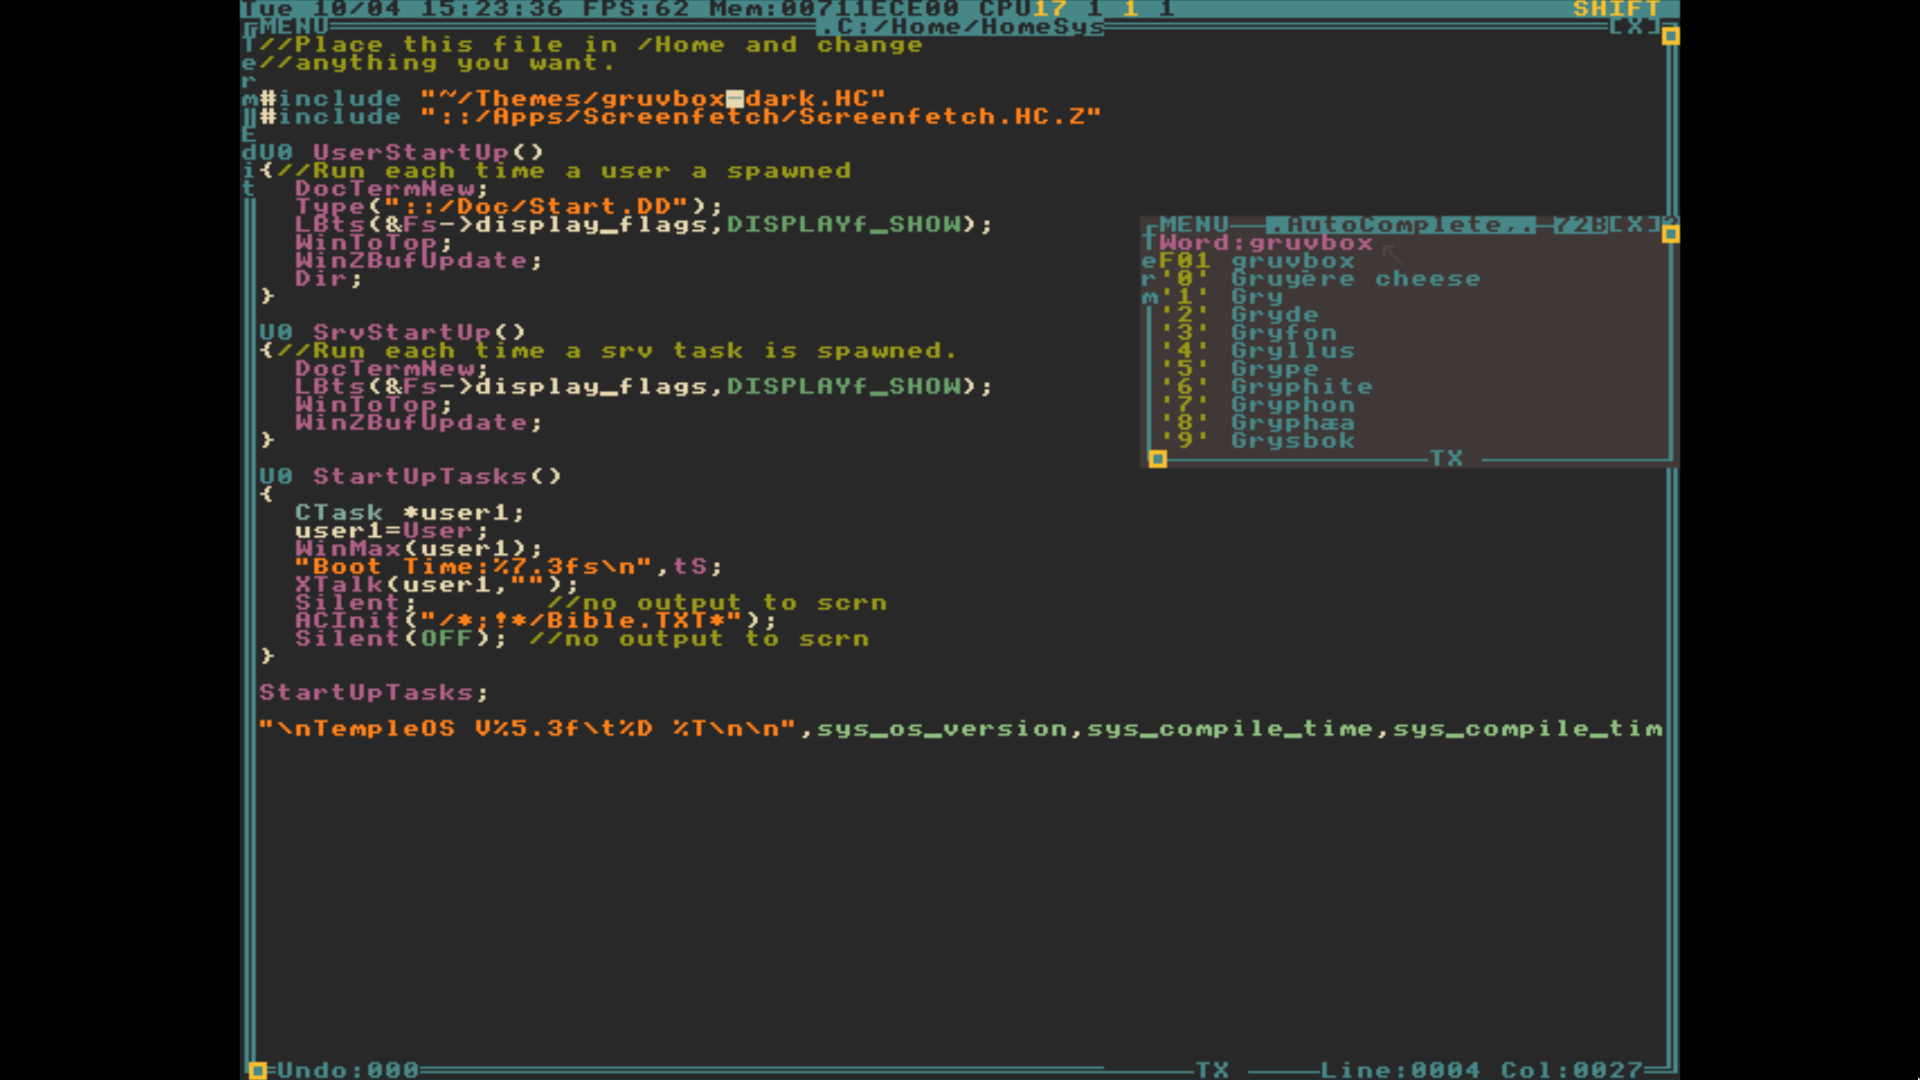 Tue 10/04 15:23:36 FPS:62 Mem:00711ECE00 CPU17 1 1 1 SHIFT
MENU .C:/Home/HomeSys [X]
Term Edit
//Place this file in /Home and change
//anything you want.
#include "~/Themes/gruvbox-dark.HC"
#include "::/Apps/Screenfetch/Screenfetch.HC.Z"
U0 UserStartUp()
{//Run each time a user a spawned
DocTermNew;
Type("::/Doc/Start.DD");
LBts(&Fs->display_flags,DISPLAYf_SHOW);
WinToTop;
WinZBufUpdate;
Dir;
}
U0 SrvStartUp()
{//Run each time a srv task is spawned.
DocTermNew;
LBts(&Fs->display_flags,DISPLAYf_SHOW);
WinToTop;
WinZBufUpdate;
}
U0 StartUpTasks()
{
CTask *user1;
user1=User;
WinMax(user1);
"Boot Time:%7.3fs\n",tS;
XTalk(user1,"");
Silent; //no output to scrn
ACInit("/*;!*/Bible.TXT*");
Silent(OFF); //no output to scrn
}
StartUpTasks;
"\nTempleOS V%5.3f\t%D %T\n\n",sys_os_version,sys_compile_time,sys_compile_tim
MENU .AutoComplete... 72B[X]?
Term
Word:gruvbox
F01 gruvbox
'0' Gruyère cheese
'1' Gry
'2' Gryde
'3' Gryfon
'4' Gryllus
'5' Grype
'6' Gryphite
'7' Gryphon
'8' Gryphæa
'9' Grysbok
TX
Undo:000 TX Line:0004 Col:0027